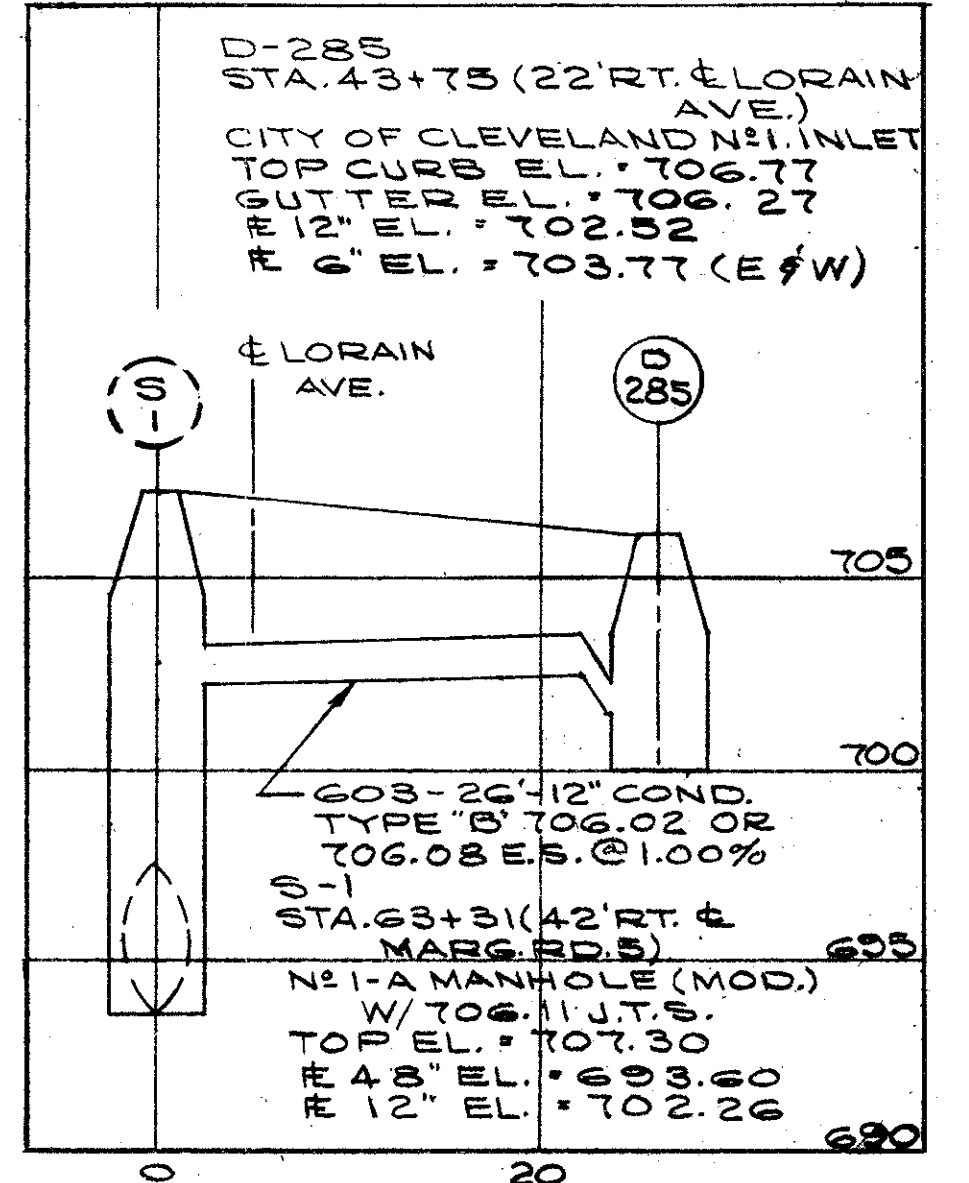 D-285
STA. 43+75 (22' RT. ℄ LORAIN
AVE.)
CITY OF CLEVELAND Nº 1. INLET
TOP CURB EL. = 706.77
GUTTER EL. = 706.27
℄ 12" EL. = 702.52
℄ 6" EL. = 703.77 (E & W)
℄ LORAIN
AVE.
S
1
D
285
705
700
603-26'-12" COND.
TYPE "B" 706.02 OR
706.08 E.S. @ 1.00%
S-1
STA. 63+31 (42' RT. ℄
MARG. RD. 5)
695
Nº 1-A MANHOLE (MOD.)
W/ 706.11 J.T.S.
TOP EL. = 707.30
℄ 48" EL. = 693.60
℄ 12" EL. = 702.26
690
0
20